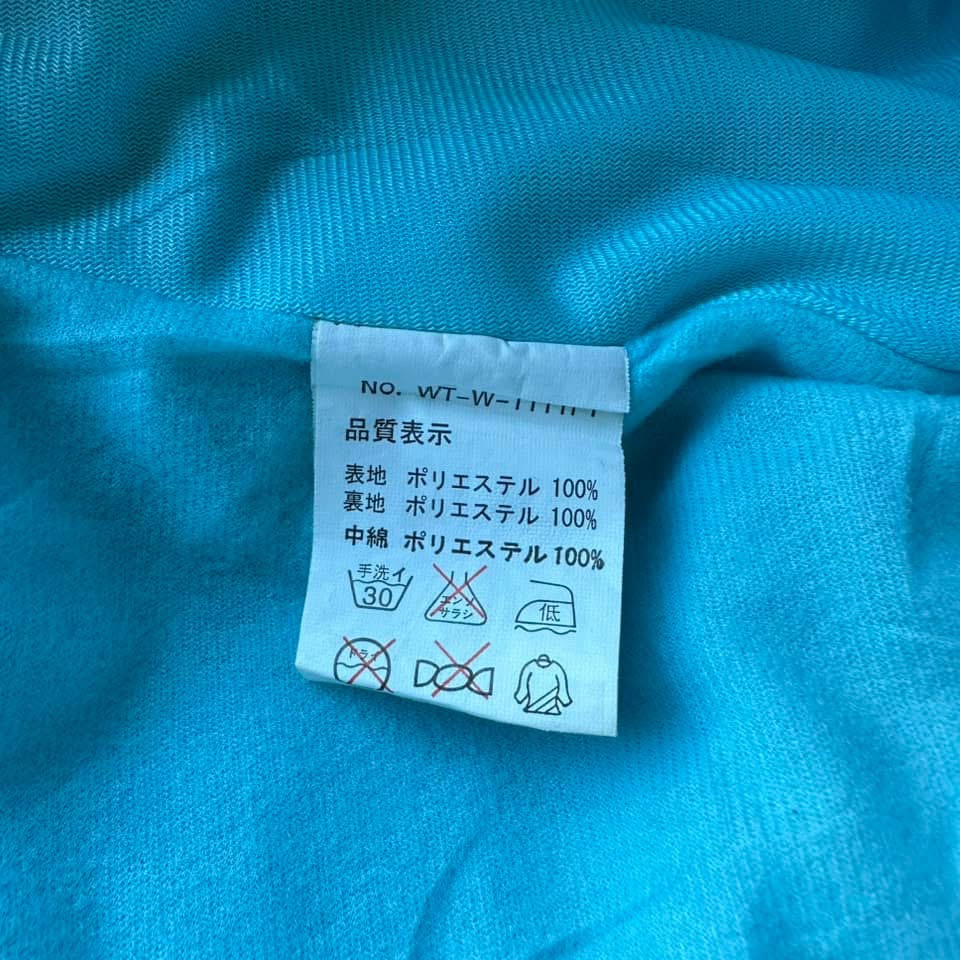 No. WT-W-
品質表示
表地 ポリエステル 100%
裏地 ポリエステル 100%
中綿 ポリエステル 100%
手洗イ
30
エンソ
サラシ
低
ドライ